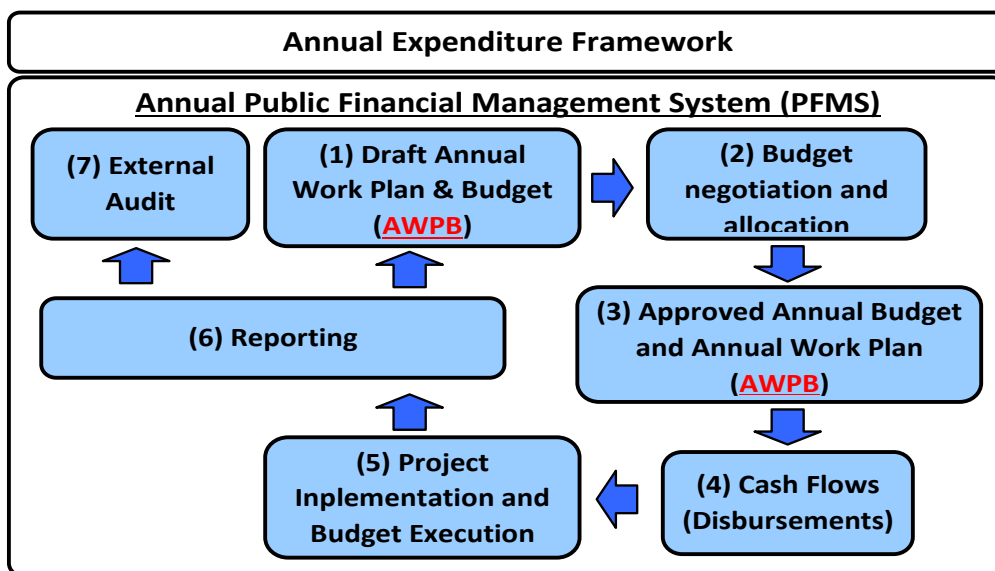 Annual Expenditure Framework
Annual Public Financial Management System (PFMS)
(7) External
Audit
(1) Draft Annual
Work Plan & Budget
(AWPB)
(2) Budget
negotiation and
allocation
(3) Approved Annual Budget
and Annual Work Plan
(AWPB)
(4) Cash Flows
(Disbursements)
(5) Project
Inplementation and
Budget Execution
(6) Reporting